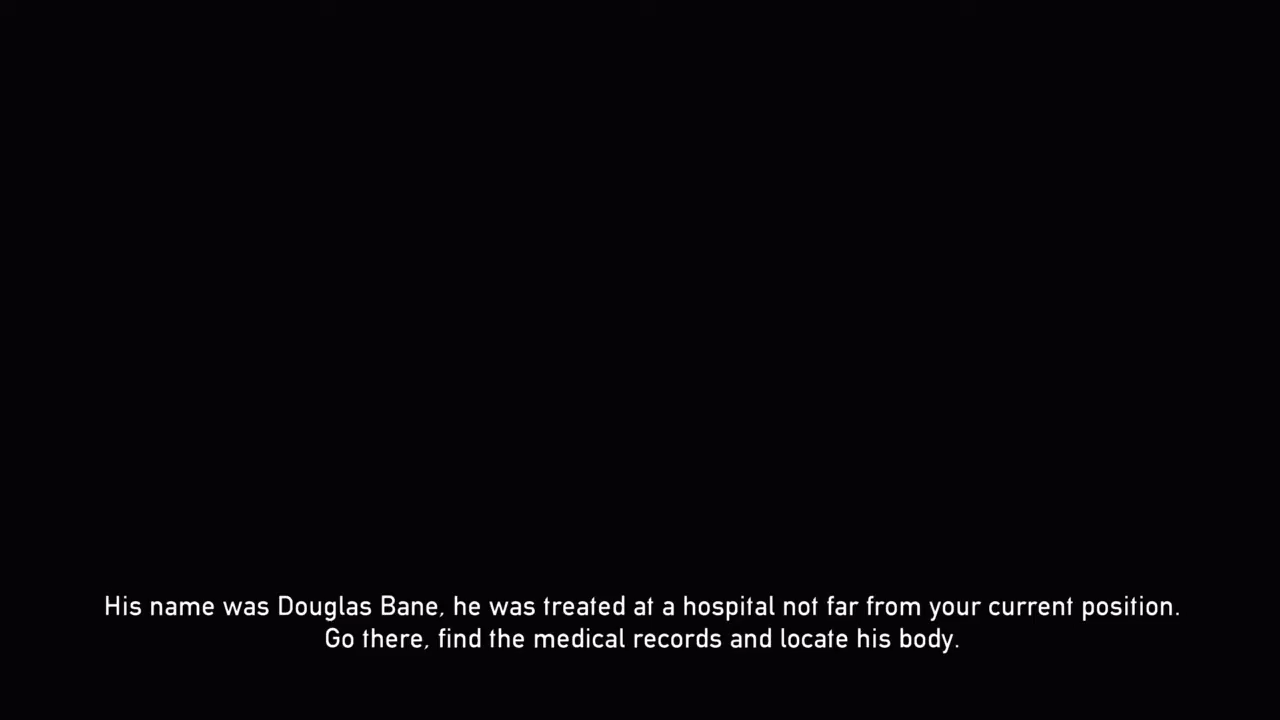 His name was Douglas Bane, he was treated at a hospital not far from your current position.
Go there, find the medical records and locate his body.